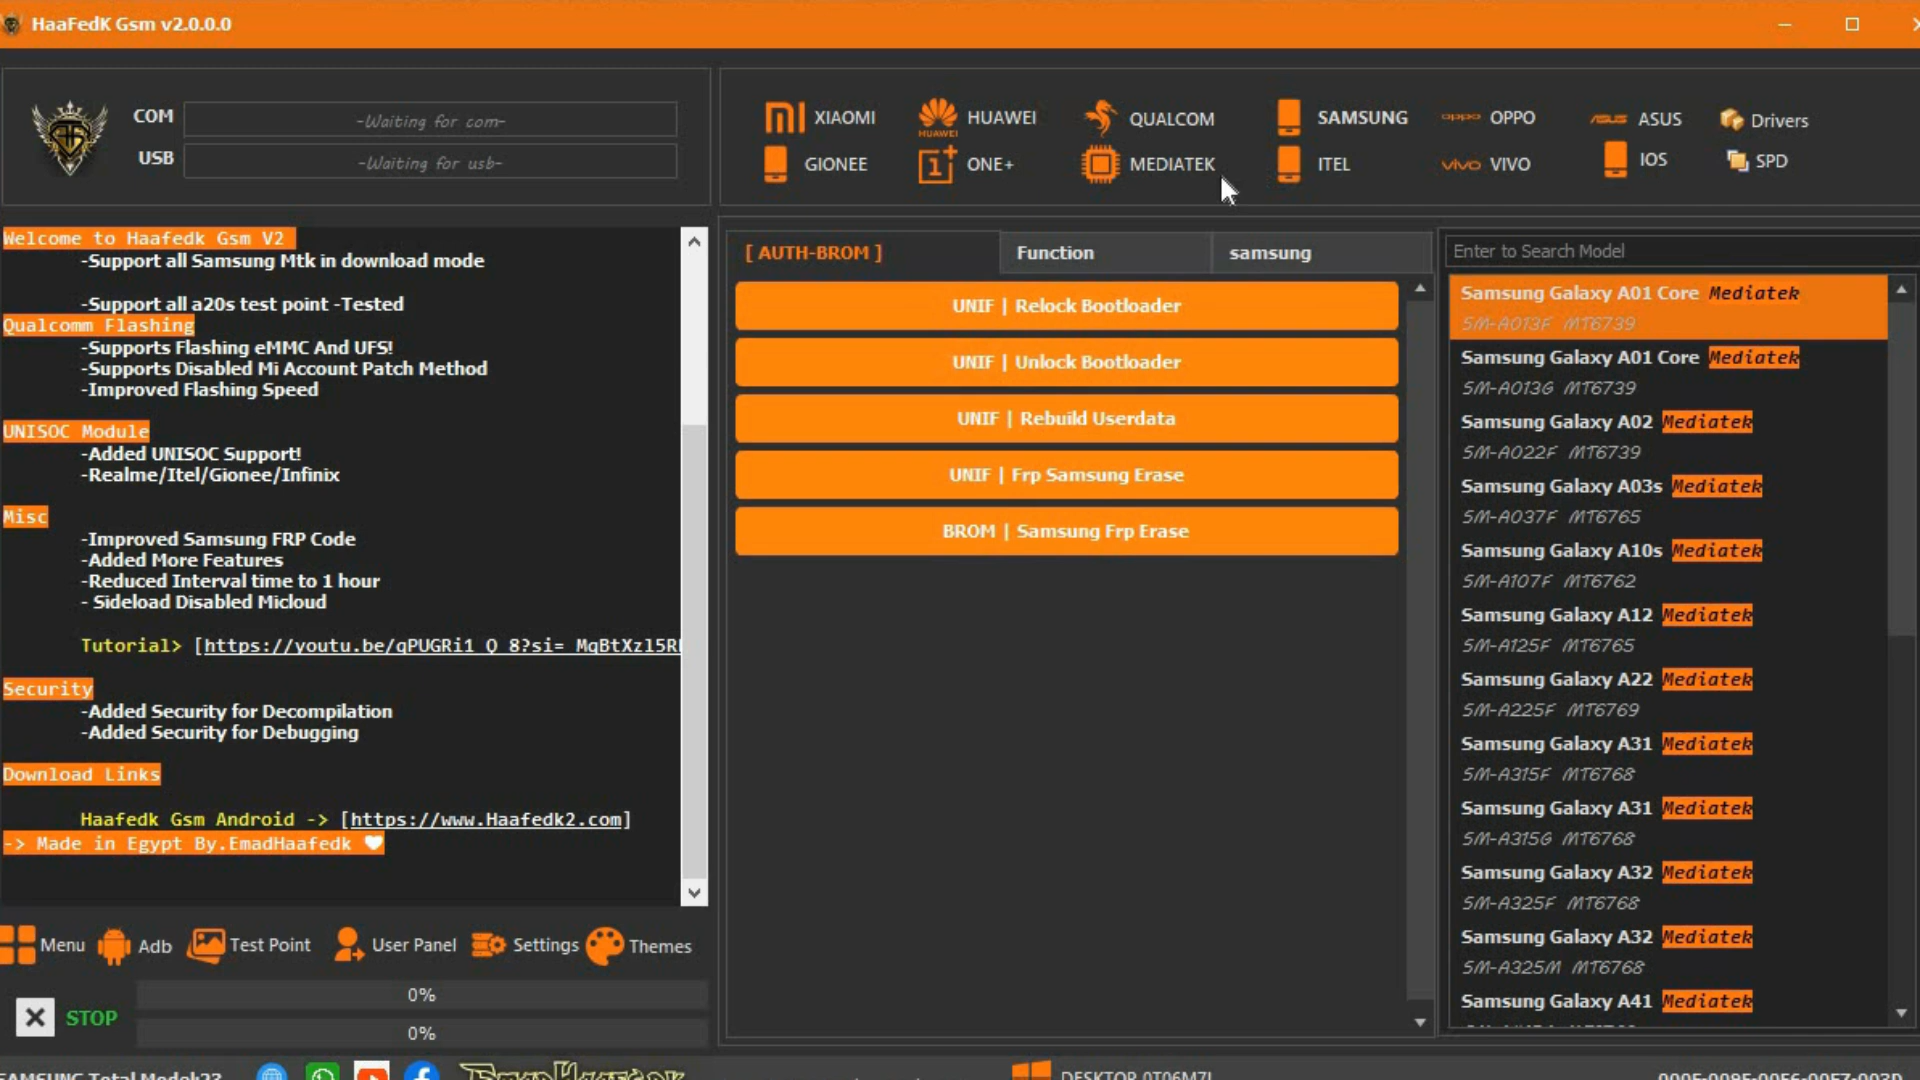 HaaFedK Gsm v2.0.0.0
COM
-Waiting for com-
USB
-Waiting for usb-
XIAOMI
HUAWEI
HUAWEI
QUALCOM
SAMSUNG
oppo OPPO
ASUS ASUS
Drivers
GIONEE
ONE+
MEDIATEK
ITEL
vivo VIVO
IOS
SPD
Welcome to Haafedk Gsm V2
-Support all Samsung Mtk in download mode
-Support all a20s test point -Tested
Qualcomm Flashing
-Supports Flashing eMMC And UFS!
-Supports Disabled Mi Account Patch Method
-Improved Flashing Speed
UNISOC Module
-Added UNISOC Support!
-Realme/Itel/Gionee/Infinix
Misc
-Improved Samsung FRP Code
-Added More Features
-Reduced Interval time to 1 hour
- Sideload Disabled Micloud
Tutorial> [https://youtu.be/qPUGRi1_Q_8?si=_MqBtXzl5R
Security
-Added Security for Decompilation
-Added Security for Debugging
Download Links
Haafedk Gsm Android -> [https://www.Haafedk2.com]
-> Made in Egypt By.EmadHaafedk
Menu
Adb
Test Point
User Panel
Settings
Themes
STOP
0%
0%
[ AUTH-BROM ]
Function
samsung
UNIF | Relock Bootloader
UNIF | Unlock Bootloader
UNIF | Rebuild Userdata
UNIF | Frp Samsung Erase
BROM | Samsung Frp Erase
Enter to Search Model
Samsung Galaxy A01 Core Mediatek
SM-A013F MT6739
Samsung Galaxy A01 Core Mediatek
SM-A013G MT6739
Samsung Galaxy A02 Mediatek
SM-A022F MT6739
Samsung Galaxy A03s Mediatek
SM-A037F MT6765
Samsung Galaxy A10s Mediatek
SM-A107F MT6762
Samsung Galaxy A12 Mediatek
SM-A125F MT6765
Samsung Galaxy A22 Mediatek
SM-A225F MT6769
Samsung Galaxy A31 Mediatek
SM-A315F MT6768
Samsung Galaxy A31 Mediatek
SM-A315G MT6768
Samsung Galaxy A32 Mediatek
SM-A325F MT6768
Samsung Galaxy A32 Mediatek
SM-A325M MT6768
Samsung Galaxy A41 Mediatek
EmadHaafedk